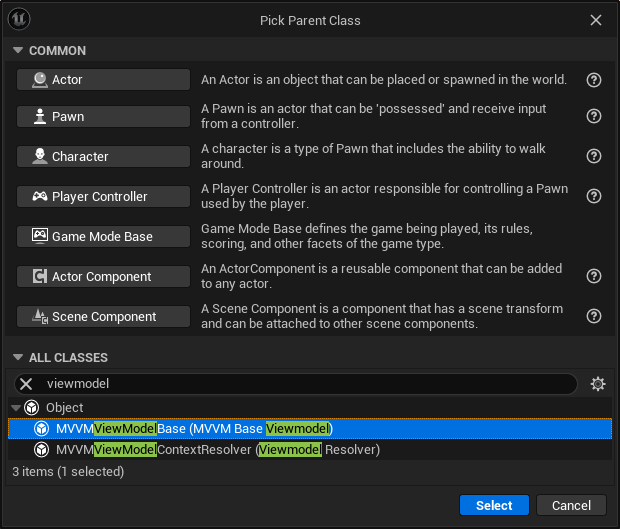 Pick Parent Class
COMMON
Actor
An Actor is an object that can be placed or spawned in the world.
Pawn
A Pawn is an actor that can be 'possessed' and receive input
from a controller.
Character
A character is a type of Pawn that includes the ability to walk
around.
Player Controller
A Player Controller is an actor responsible for controlling a Pawn
used by the player.
Game Mode Base
Game Mode Base defines the game being played, its rules,
scoring, and other facets of the game type.
Actor Component
An ActorComponent is a reusable component that can be added
to any actor.
Scene Component
A Scene Component is a component that has a scene transform
and can be attached to other scene components.
ALL CLASSES
viewmodel
Object
MVVMViewModelBase (MVVM Base Viewmodel)
MVVMViewModelContextResolver (Viewmodel Resolver)
3 items (1 selected)
Select
Cancel